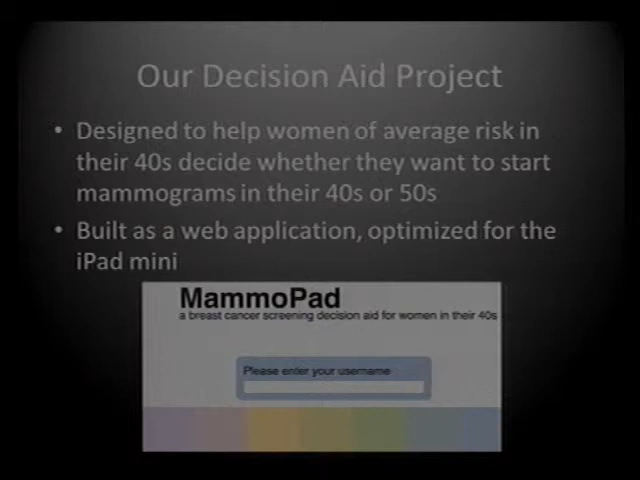 Our Decision Aid Project
• Designed to help women of average risk in
their 40s decide whether they want to start
mammograms in their 40s or 50s
• Built as a web application, optimized for the
iPad mini
MammoPad
a breast cancer screening decision aid for women in their 40s
Please enter your username